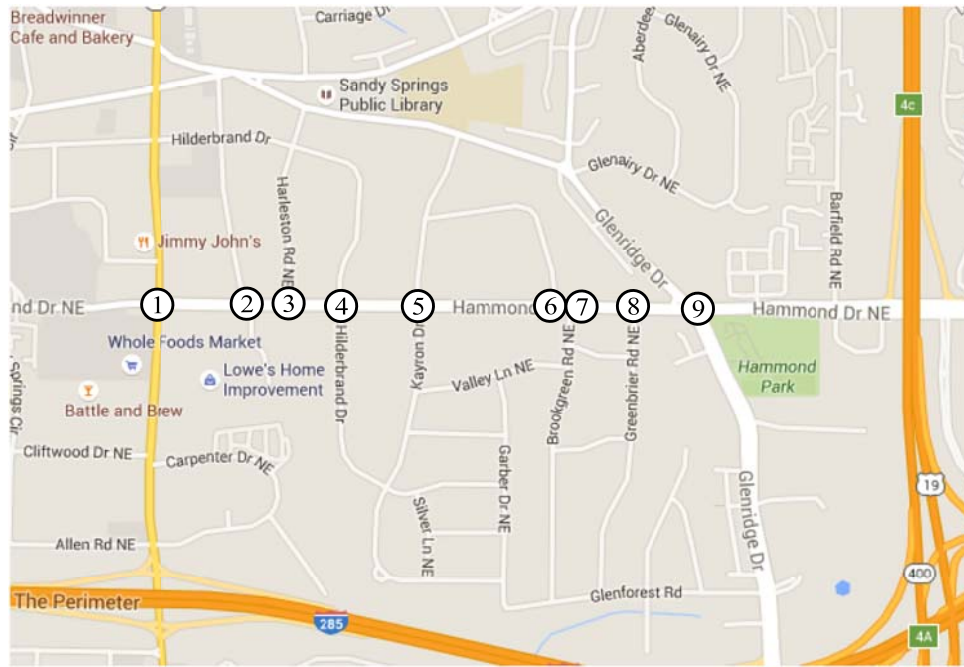 Breadwinner
Cafe and Bakery
Carriage Dr
Aberdee
Glenairy Dr NE
Sandy Springs
Public Library
4c
Hilderbrand Dr
Glenairy Dr NE
Harleston Rd NE
Barfield Rd NE
Glenridge Dr
Jimmy John's
nd Dr NE
1
2
3
4
5
Hammond
6
7
8
9
Hammond Dr NE
Whole Foods Market
Lowe's Home
Improvement
Battle and Brew
Springs Cir
Hilderbrand Dr
Kayron Dr
Valley Ln NE
Brookgreen Rd NE
Greenbrier Rd NE
Hammond
Park
Cliftwood Dr NE
Carpenter Dr NE
Garber Dr NE
Glenridge Dr
19
Silver Ln NE
Allen Rd NE
400
The Perimeter
285
Glenforest Rd
4A